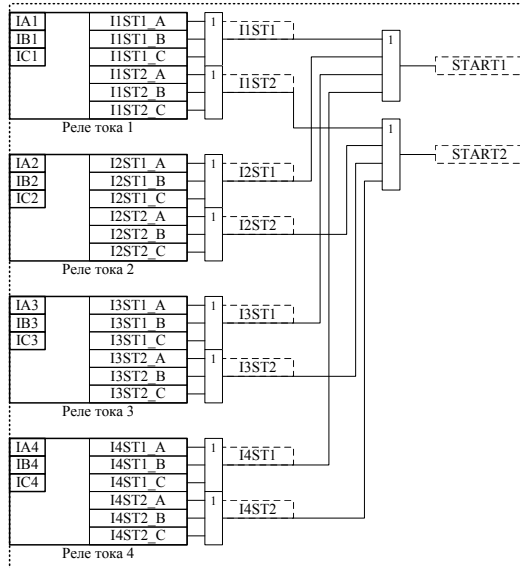 IA1 I1ST1_A 1
IB1 I1ST1_B I1ST1 1
IC1 I1ST1_C
I1ST2_A 1 START1
I1ST2_B I1ST2
I1ST2_C
Реле тока 1 1
IA2 I2ST1_A 1 START2
IB2 I2ST1_B I2ST1
IC2 I2ST1_C
I2ST2_A 1
I2ST2_B I2ST2
I2ST2_C
Реле тока 2
IA3 I3ST1_A 1
IB3 I3ST1_B I3ST1
IC3 I3ST1_C
I3ST2_A 1
I3ST2_B I3ST2
I3ST2_C
Реле тока 3
IA4 I4ST1_A 1
IB4 I4ST1_B I4ST1
IC4 I4ST1_C
I4ST2_A 1
I4ST2_B I4ST2
I4ST2_C
Реле тока 4